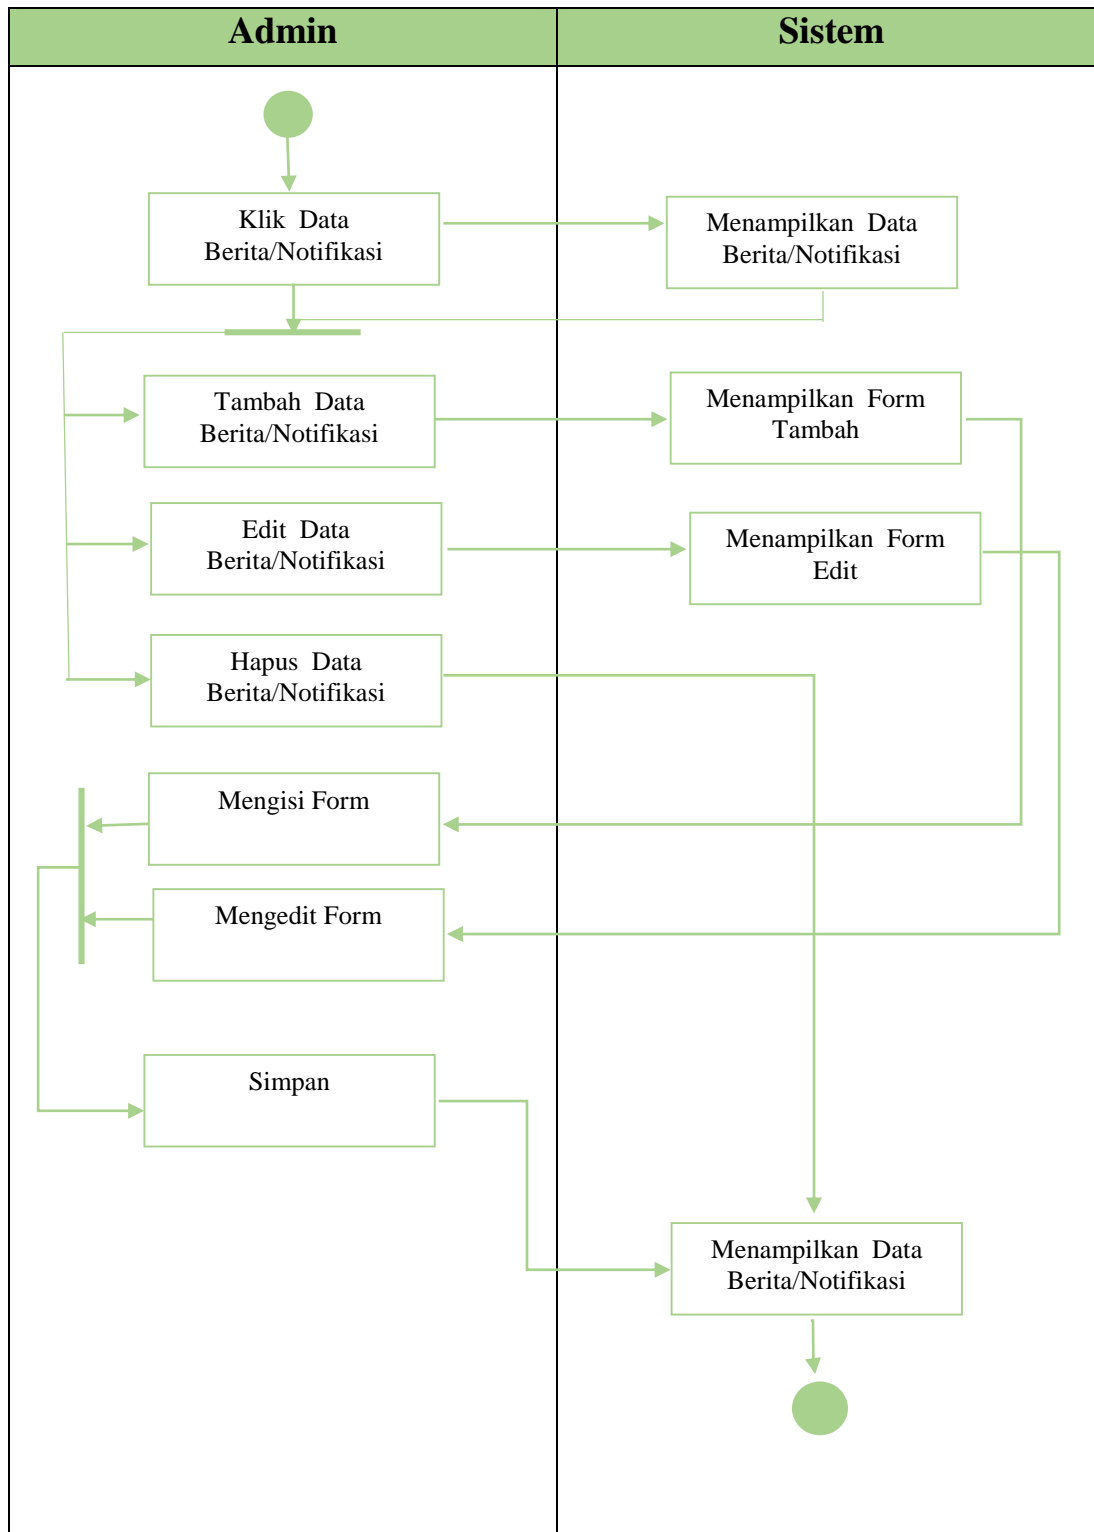 Admin
Sistem
Klik Data
Berita/Notifikasi
Menampilkan Data
Berita/Notifikasi
Tambah Data
Berita/Notifikasi
Menampilkan Form
Tambah
Edit Data
Berita/Notifikasi
Menampilkan Form
Edit
Hapus Data
Berita/Notifikasi
Mengisi Form
Mengedit Form
Simpan
Menampilkan Data
Berita/Notifikasi